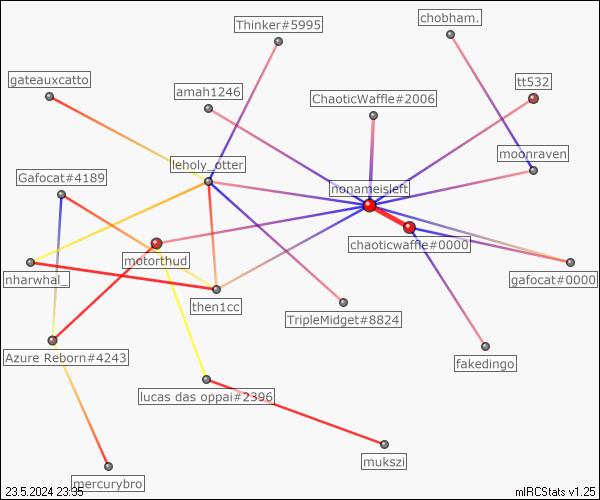 chobham.
Thinker#5995
gateauxcatto
tt532
amah1246
ChaoticWaffle#2006
moonraven
leholy_otter
Gafocat#4189
nonameisleft
chaoticwaffle#0000
motorthud
nharwhal_
gafocat#0000
then1cc
TripleMidget#8824
Azure Reborn#4243
fakedingo
lucas das oppai#2396
mukszi
mercurybro
23.5.2024 23:35
mIRCStats v1.25